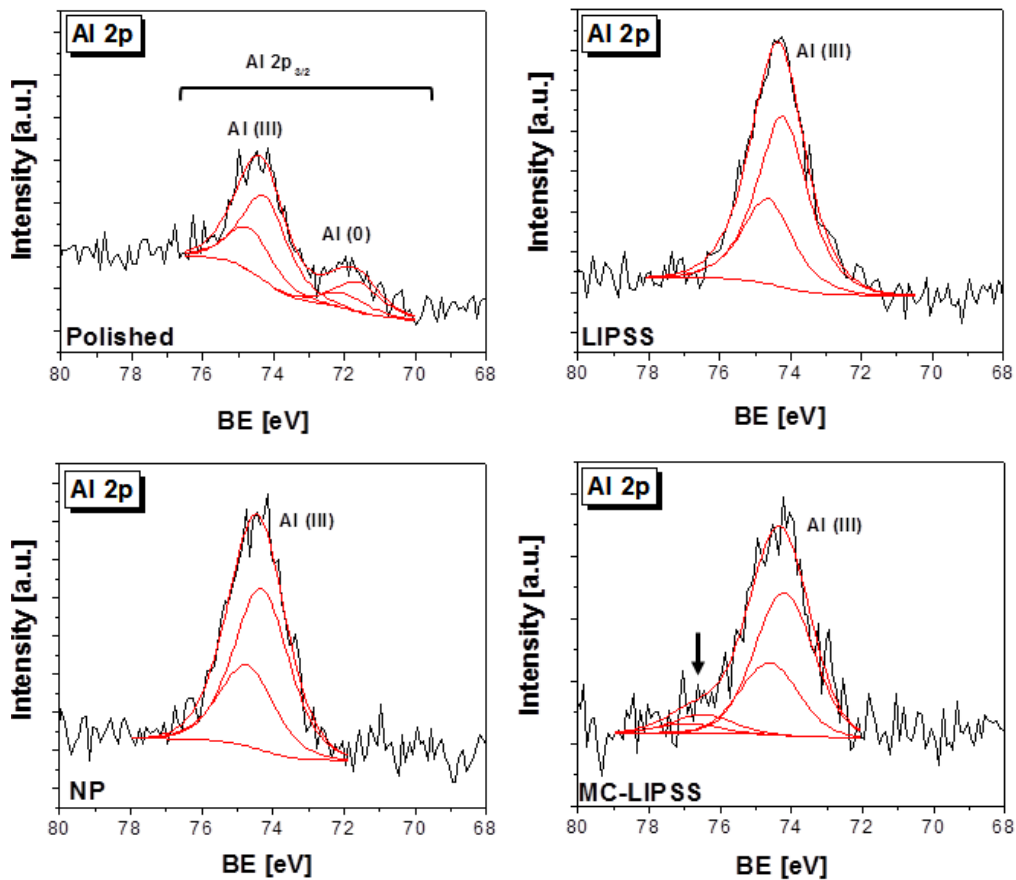 Al 2p
Al 2p3/2
Al (III)
Al (0)
Polished
Intensity [a.u.]
80 78 76 74 72 70 68
BE [eV]
Al 2p
Al (III)
LIPSS
Intensity [a.u.]
80 78 76 74 72 70 68
BE [eV]
Al 2p
Al (III)
NP
Intensity [a.u.]
80 78 76 74 72 70 68
BE [eV]
Al 2p
Al (III)
MC-LIPSS
Intensity [a.u.]
80 78 76 74 72 70 68
BE [eV]